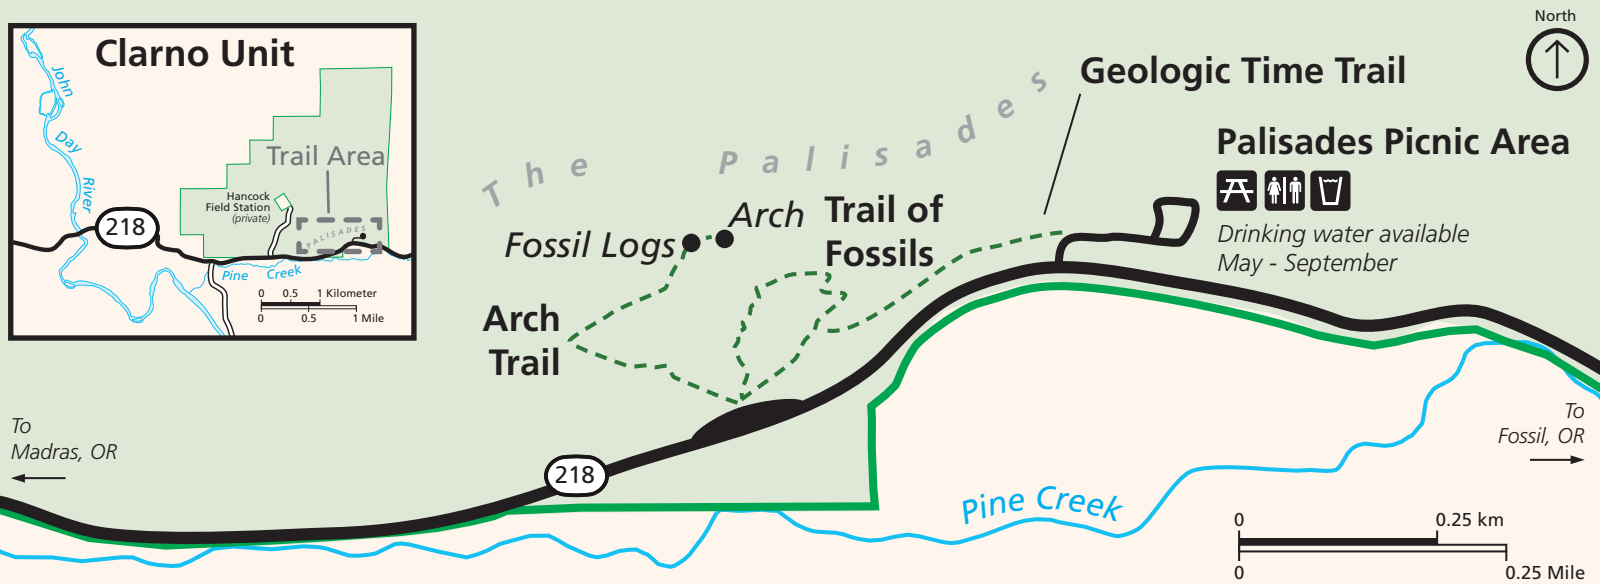 Clarno Unit
John
Day
River
Trail Area
Hancock
Field Station
(private)
PALISADES
218
Pine Creek
0 0.5 1 Kilometer
0 0.5 1 Mile
The Palisades
North
Geologic Time Trail
Palisades Picnic Area
Drinking water available
May - September
Arch
Fossil Logs
Trail of
Fossils
Arch
Trail
To
Madras, OR
218
To
Fossil, OR
Pine Creek
0 0.25 km
0 0.25 Mile